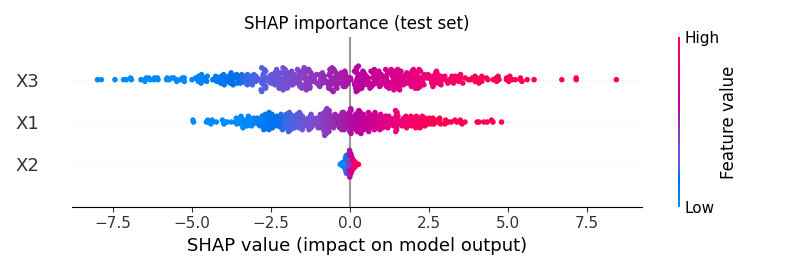 SHAP importance (test set)
High
X3
X1
X2
Feature value
Low
−7.5 −5.0 −2.5 0.0 2.5 5.0 7.5
SHAP value (impact on model output)